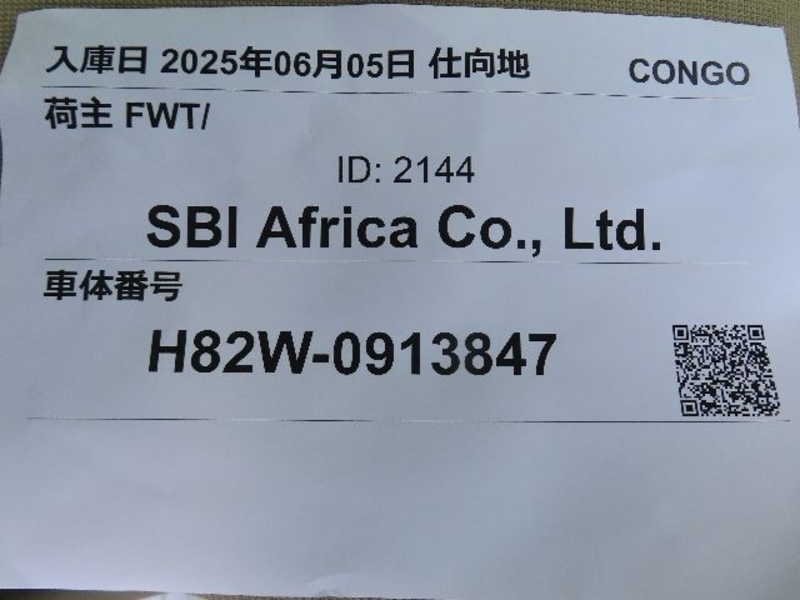 入庫日 2025年06月05日 仕向地 CONGO
荷主 FWT/
ID: 2144
SBI Africa Co., Ltd.
車体番号
H82W-0913847